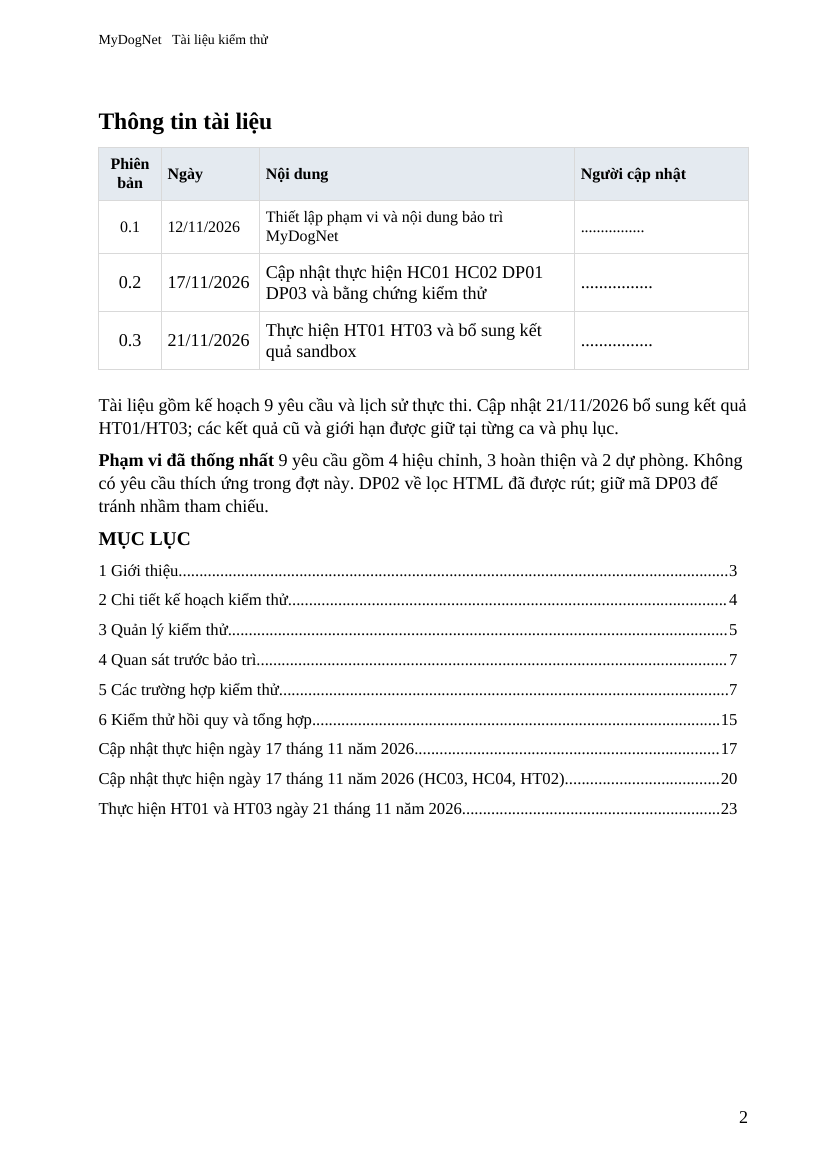 MyDogNet Tài liệu kiểm thử
Thông tin tài liệu
Phiên bản Ngày Nội dung Người cập nhật
0.1 12/11/2026 Thiết lập phạm vi và nội dung bảo trì
MyDogNet ................
0.2 17/11/2026 Cập nhật thực hiện HC01 HC02 DP01
DP03 và bằng chứng kiểm thử ................
0.3 21/11/2026 Thực hiện HT01 HT03 và bổ sung kết
quả sandbox ................
Tài liệu gồm kế hoạch 9 yêu cầu và lịch sử thực thi. Cập nhật 21/11/2026 bổ sung kết quả
HT01/HT03; các kết quả cũ và giới hạn được giữ tại từng ca và phụ lục.
Phạm vi đã thống nhất 9 yêu cầu gồm 4 hiệu chỉnh, 3 hoàn thiện và 2 dự phòng. Không
có yêu cầu thích ứng trong đợt này. DP02 về lọc HTML đã được rút; giữ mã DP03 để
tránh nhầm tham chiếu.
MỤC LỤC
1 Giới thiệu....................3
2 Chi tiết kế hoạch kiểm thử....................4
3 Quản lý kiểm thử....................5
4 Quan sát trước bảo trì....................7
5 Các trường hợp kiểm thử....................7
6 Kiểm thử hồi quy và tổng hợp....................15
Cập nhật thực hiện ngày 17 tháng 11 năm 2026....................17
Cập nhật thực hiện ngày 17 tháng 11 năm 2026 (HC03, HC04, HT02)....................20
Thực hiện HT01 và HT03 ngày 21 tháng 11 năm 2026....................23
2